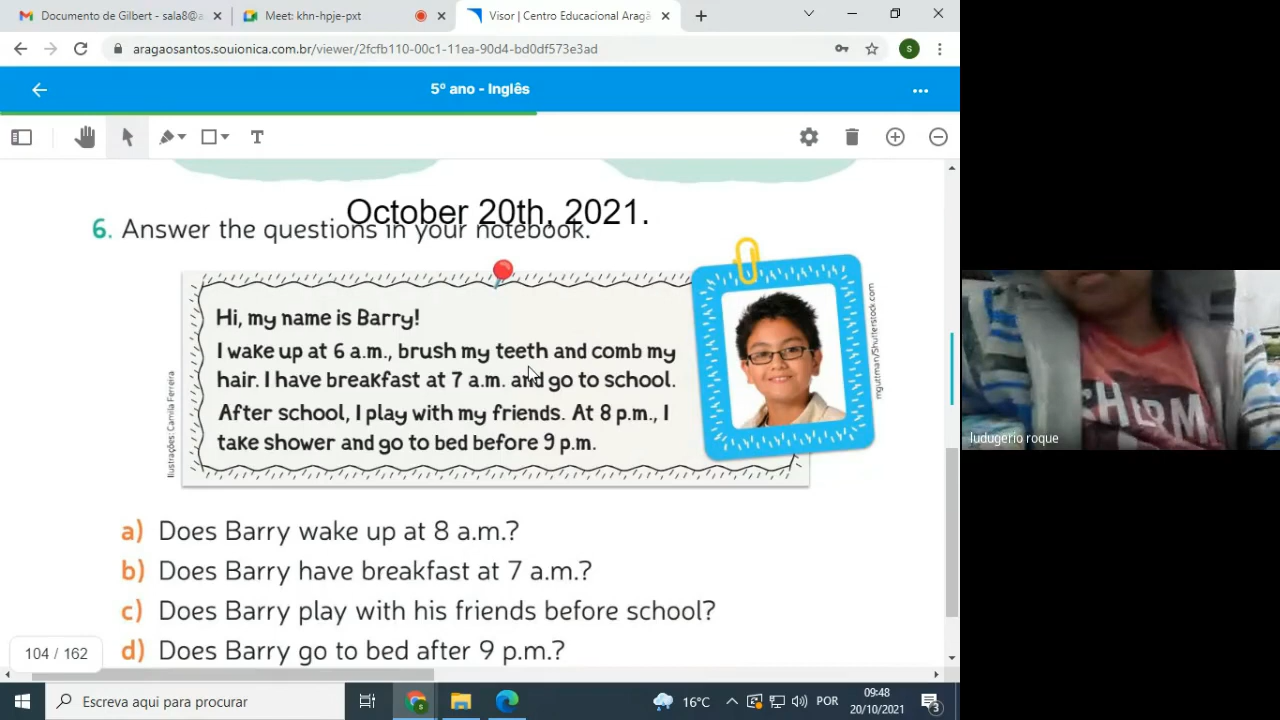 Documento de Gilbert - sala8@a
Meet: khn-hpje-pxt
Visor | Centro Educacional Aragã
aragaosantos.souionica.com.br/viewer/2fcfb110-00c1-11ea-90d4-bd0df573e3ad
S
5º ano - Inglês
T
October 20th, 2021.
6. Answer the questions in your notebook.
Hi, my name is Barry!
I wake up at 6 a.m., brush my teeth and comb my
hair. I have breakfast at 7 a.m. and go to school.
After school, I play with my friends. At 8 p.m., I
take shower and go to bed before 9 p.m.
Ilustrações: Camila Ferreira
mguttman/Shutterstock.com
a) Does Barry wake up at 8 a.m.?
b) Does Barry have breakfast at 7 a.m.?
c) Does Barry play with his friends before school?
d) Does Barry go to bed after 9 p.m.?
104 / 162
ludugerio roque
Escreva aqui para procurar
16°C
POR
09:48
20/10/2021
3